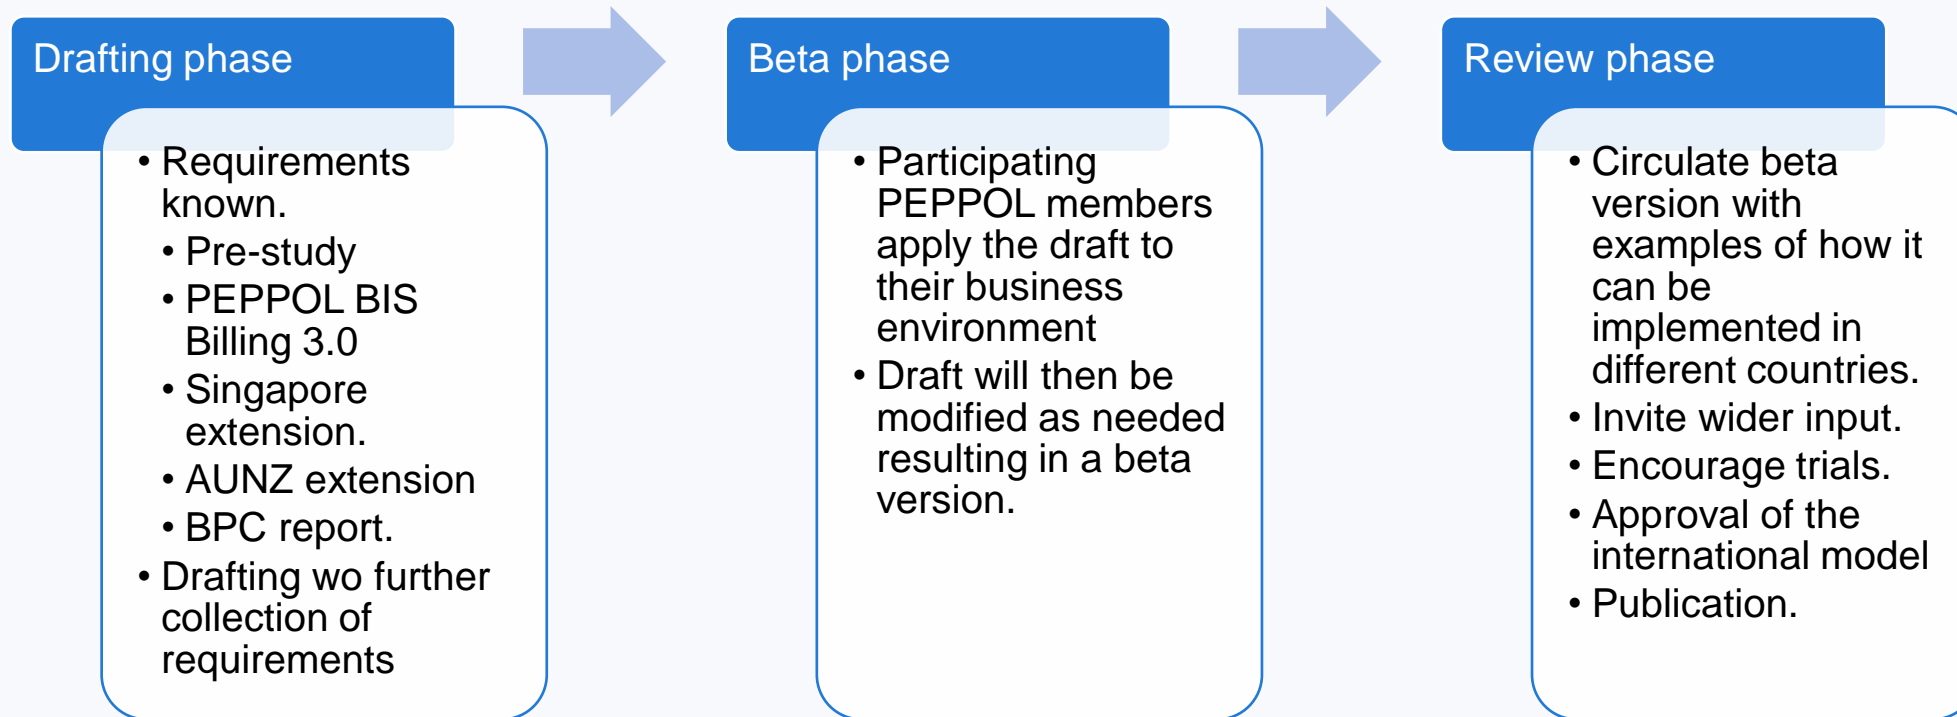 Drafting phase
• Requirements
known.
• Pre-study
• PEPPOL BIS
Billing 3.0
• Singapore
extension.
• AUNZ extension
• BPC report.
• Drafting wo further
collection of
requirements
Beta phase
• Participating
PEPPOL members
apply the draft to
their business
environment
• Draft will then be
modified as needed
resulting in a beta
version.
Review phase
• Circulate beta
version with
examples of how it
can be
implemented in
different countries.
• Invite wider input.
• Encourage trials.
• Approval of the
international model
• Publication.